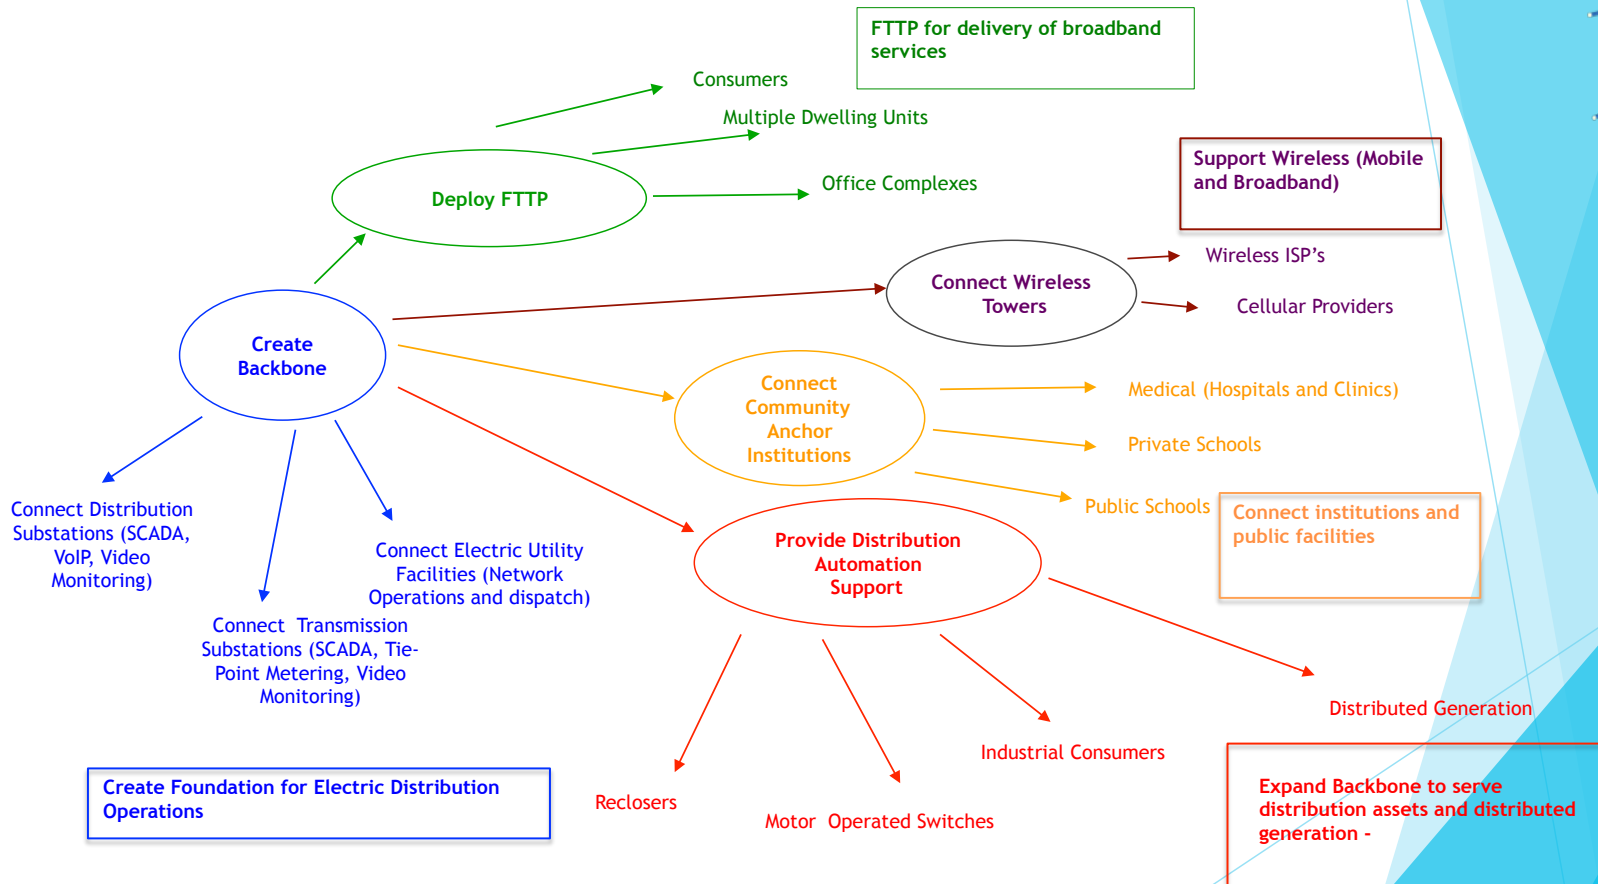 FTTP for delivery of broadband
services
Consumers
Multiple Dwelling Units
Office Complexes
Deploy FTTP
Support Wireless (Mobile
and Broadband)
Wireless ISP’s
Cellular Providers
Connect Wireless
Towers
Create
Backbone
Connect
Community
Anchor
Institutions
Medical (Hospitals and Clinics)
Private Schools
Public Schools
Connect institutions and
public facilities
Connect Distribution
Substations (SCADA,
VoIP, Video
Monitoring)
Connect Electric Utility
Facilities (Network
Operations and dispatch)
Connect  Transmission
Substations (SCADA, Tie-
Point Metering, Video
Monitoring)
Provide Distribution
Automation
Support
Distributed Generation
Industrial Consumers
Reclosers
Motor  Operated Switches
Create Foundation for Electric Distribution
Operations
Expand Backbone to serve
distribution assets and distributed
generation -